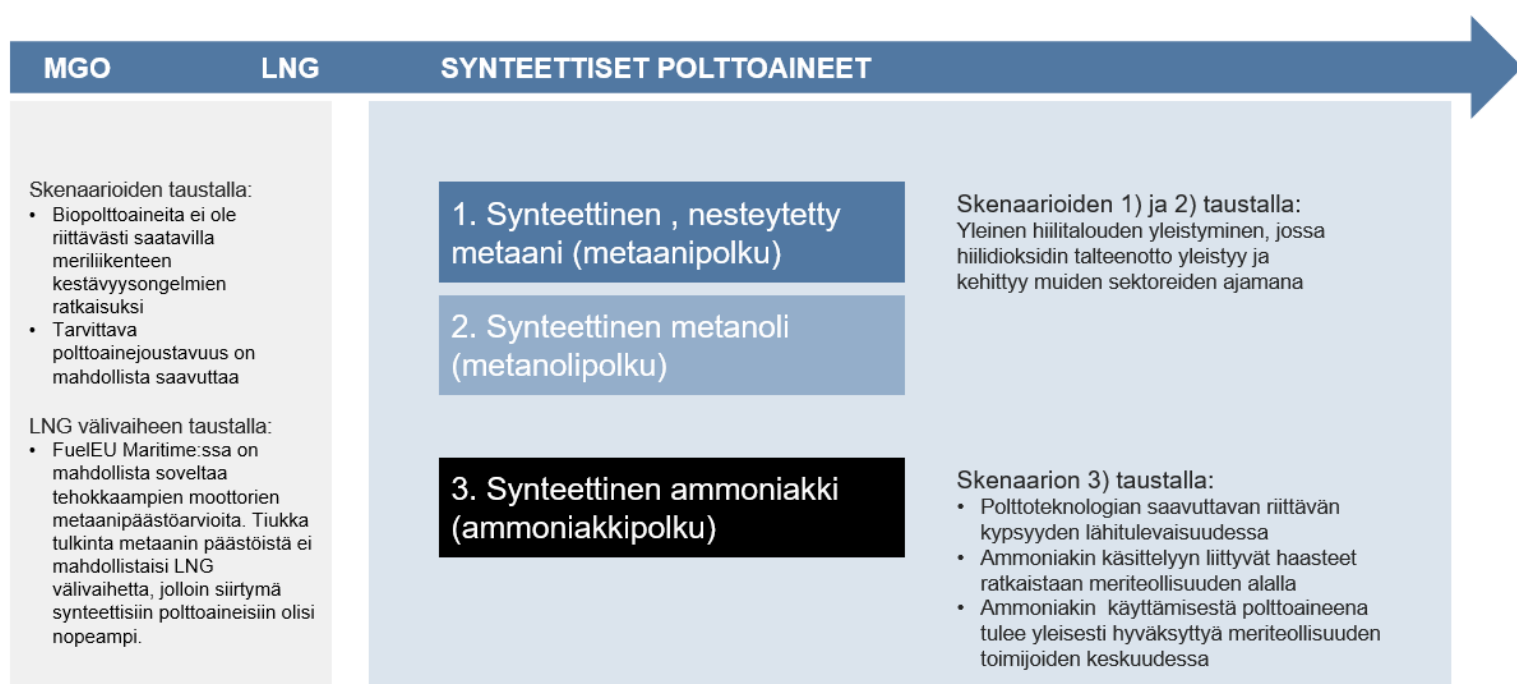 MGO
LNG
SYNTEETTISET POLTTOAINEET
Skenaarioiden taustalla:
• Biopolttoaineita ei ole
riittävästi saatavilla
meriliikenteen
kestävyysongelmien
ratkaisuksi
• Tarvittava
polttoainejoustavuus on
mahdollista saavuttaa
LNG välivaiheen taustalla:
• FuelEU Maritime:ssa on
mahdollista soveltaa
tehokkaampien moottorien
metaanipäästöarvioita. Tiukka
tulkinta metaanin päästöistä ei
mahdollistaisi LNG
välivaihetta, jolloin siirtymä
synteettisiin polttoaineisiin olisi
nopeampi.
1. Synteettinen , nesteytetty
metaani (metaanipolku)
2. Synteettinen metanoli
(metanolipolku)
3. Synteettinen ammoniakki
(ammoniakkipolku)
Skenaarioiden 1) ja 2) taustalla:
Yleinen hiilitalouden yleistyminen, jossa
hiilidioksidin talteenotto yleistyy ja
kehittyy muiden sektoreiden ajamana
Skenaarion 3) taustalla:
• Polttoteknologian saavuttavan riittävän
kypsyyden lähitulevaisuudessa
• Ammoniakin käsittelyyn liittyvät haasteet
ratkaistaan meriteollisuuden alalla
• Ammoniakin käyttämisestä polttoaineena
tulee yleisesti hyväksyttyä meriteollisuuden
toimijoiden keskuudessa